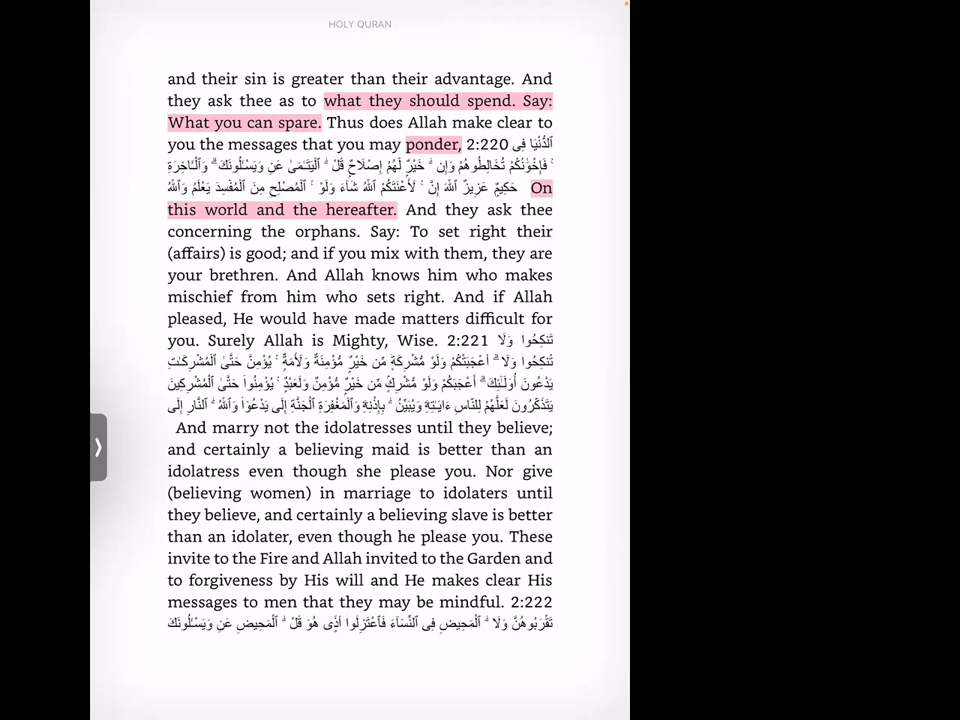 HOLY QURAN
and their sin is greater than their advantage. And
they ask thee as to what they should spend. Say:
What you can spare. Thus does Allah make clear to
you the messages that you may ponder, 2:220 ٱلدُّنْيَا فِى
ۚ فَإِخْوَٰنُكُمْ تُخَالِطُوهُمْ وَإِن ۖ خَيْرٌ لَّهُمْ إِصْلَاحٌ قُلْ ۖ ٱلْيَتَـٰمَىٰ عَنِ وَيَسْـَٔلُونَكَ ۗ وَٱلْـَٔاخِرَةِ
حَكِيمٌ عَزِيزٌ ٱللَّهَ إِنَّ ۚ لَأَعْنَتَكُمْ ٱللَّهُ شَآءَ وَلَوْ ۚ ٱلْمُصْلِحِ مِنَ ٱلْمُفْسِدَ يَعْلَمُ وَٱللَّهُ On
this world and the hereafter. And they ask thee
concerning the orphans. Say: To set right their
(affairs) is good; and if you mix with them, they are
your brethren. And Allah knows him who makes
mischief from him who sets right. And if Allah
pleased, He would have made matters difficult for
you. Surely Allah is Mighty, Wise. 2:221 تَنكِحُوا۟ وَلَا
تُنكِحُوا۟ وَلَا ۗ أَعْجَبَتْكُمْ وَلَوْ مُّشْرِكَةٍ مِّن خَيْرٌ مُّؤْمِنَةٌ وَلَأَمَةٌ ۚ يُؤْمِنَّ حَتَّىٰ ٱلْمُشْرِكَـٰتِ
يَدْعُونَ أُو۟لَـٰٓئِكَ ۗ أَعْجَبَكُمْ وَلَوْ مُّشْرِكٍ مِّن خَيْرٌ مُّؤْمِنٌ وَلَعَبْدٌ ۚ يُؤْمِنُوا۟ حَتَّىٰ ٱلْمُشْرِكِينَ
يَتَذَكَّرُونَ لَعَلَّهُمْ لِلنَّاسِ ءَايَـٰتِهِۦ وَيُبَيِّنُ ۖ بِإِذْنِهِۦ وَٱلْمَغْفِرَةِ ٱلْجَنَّةِ إِلَى يَدْعُوٓا۟ وَٱللَّهُ ۖ ٱلنَّارِ إِلَى
And marry not the idolatresses until they believe;
and certainly a believing maid is better than an
idolatress even though she please you. Nor give
(believing women) in marriage to idolaters until
they believe, and certainly a believing slave is better
than an idolater, even though he please you. These
invite to the Fire and Allah invited to the Garden and
to forgiveness by His will and He makes clear His
messages to men that they may be mindful. 2:222
تَقْرَبُوهُنَّ وَلَا ۖ ٱلْمَحِيضِ فِى ٱلنِّسَآءَ فَٱعْتَزِلُوا۟ أَذًى هُوَ قُلْ ۖ ٱلْمَحِيضِ عَنِ وَيَسْـَٔلُونَكَ